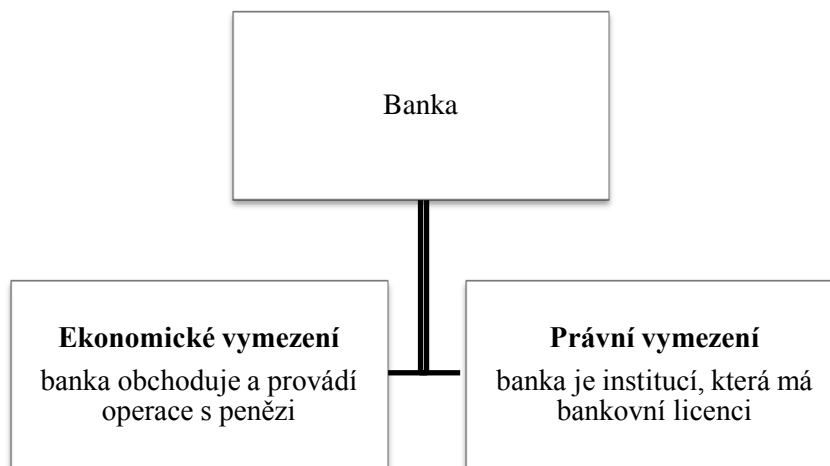 Banka
Ekonomické vymezení
banka obchoduje a provádí
operace s penězi
Právní vymezení
banka je institucí, která má
bankovní licenci